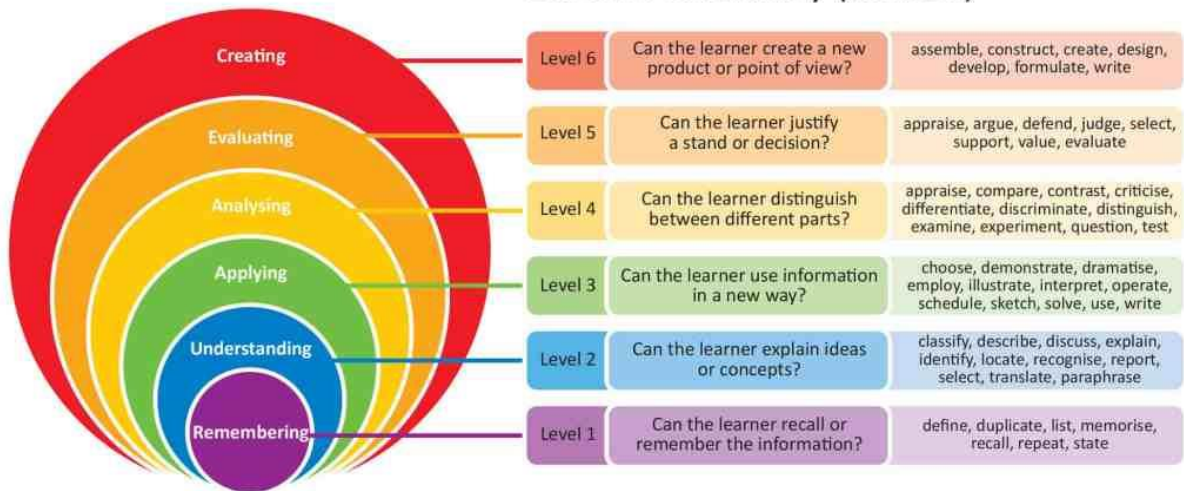 Creating
Level 6
Can the learner create a new
product or point of view?
assemble, construct, create, design,
develop, formulate, write
Evaluating
Level 5
Can the learner justify
a stand or decision?
appraise, argue, defend, judge, select,
support, value, evaluate
Analysing
Level 4
Can the learner distinguish
between different parts?
appraise, compare, contrast, criticise,
differentiate, discriminate, distinguish,
examine, experiment, question, test
Applying
Level 3
Can the learner use information
in a new way?
choose, demonstrate, dramatise,
employ, illustrate, interpret, operate,
schedule, sketch, solve, use, write
Understanding
Level 2
Can the learner explain ideas
or concepts?
classify, describe, discuss, explain,
identify, locate, recognise, report,
select, translate, paraphrase
Remembering
Level 1
Can the learner recall or
remember the information?
define, duplicate, list, memorise,
recall, repeat, state